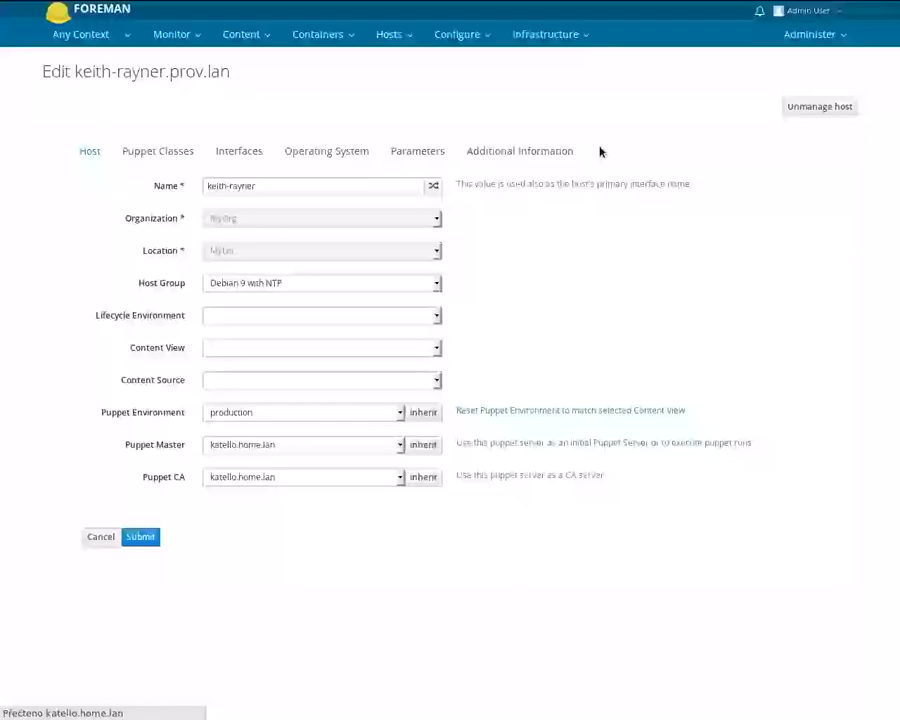 FOREMAN
Admin User
Any Context Monitor Content Containers Hosts Configure Infrastructure Administer
Edit keith-rayner.prov.lan
Unmanage host
Host Puppet Classes Interfaces Operating System Parameters Additional Information
Name * keith-rayner This value is used also as the host's primary interface name
Organization * MyOrg
Location * MyLoc
Host Group Debian 9 with NTP
Lifecycle Environment
Content View
Content Source
Puppet Environment production inherit Reset Puppet Environment to match selected Content View
Puppet Master katello.home.lan inherit Use this puppet server as an initial Puppet Server or to execute puppet runs
Puppet CA katello.home.lan inherit Use this puppet server as a CA server
Cancel Submit
Přečteno katello.home.lan